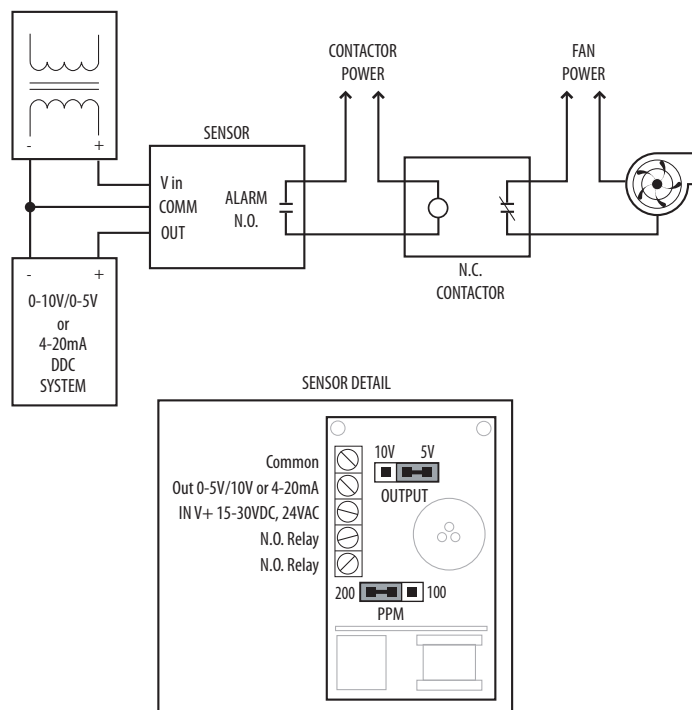 CONTACTOR
POWER
FAN
POWER
- +
SENSOR
V in
COMM
OUT
ALARM
N.O.
N.C.
CONTACTOR
- +
0-10V/0-5V
or
4-20mA
DDC
SYSTEM
SENSOR DETAIL
10V 5V
OUTPUT
Common
Out 0-5V/10V or 4-20mA
IN V+ 15-30VDC, 24VAC
N.O. Relay
N.O. Relay
200 100
PPM